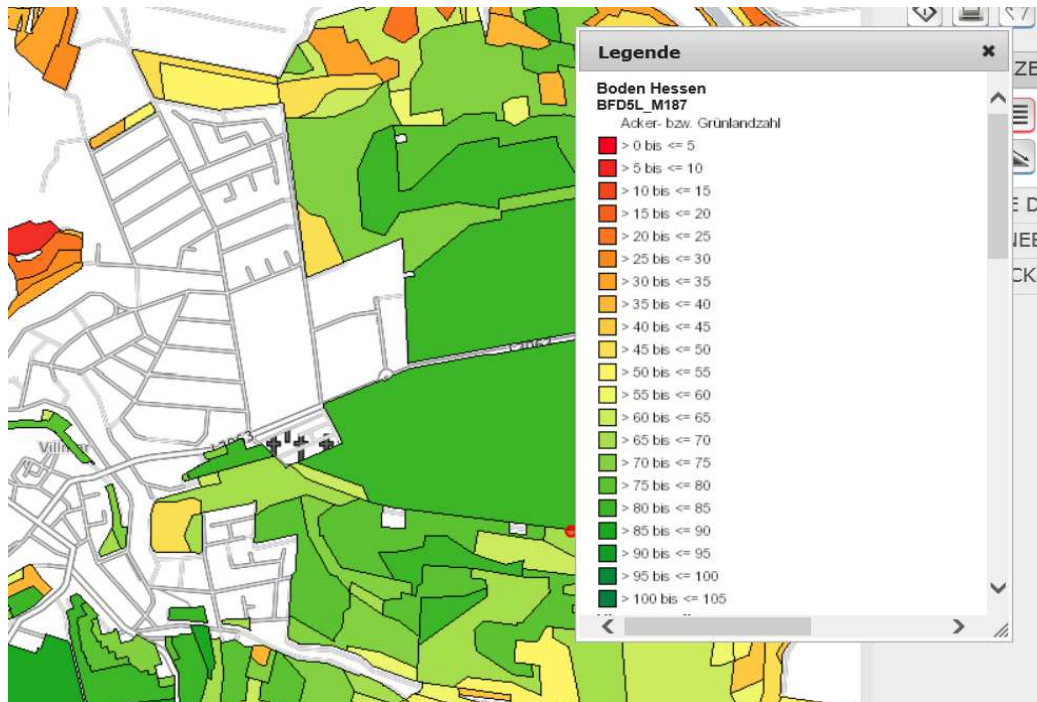 Legende
Boden Hessen
BFD5L_M187
Acker- bzw. Grünlandzahl
> 0 bis <= 5
> 5 bis <= 10
> 10 bis <= 15
> 15 bis <= 20
> 20 bis <= 25
> 25 bis <= 30
> 30 bis <= 35
> 35 bis <= 40
> 40 bis <= 45
> 45 bis <= 50
> 50 bis <= 55
> 55 bis <= 60
> 60 bis <= 65
> 65 bis <= 70
> 70 bis <= 75
> 75 bis <= 80
> 80 bis <= 85
> 85 bis <= 90
> 90 bis <= 95
> 95 bis <= 100
> 100 bis <= 105
ZE
E D
NEE
CK